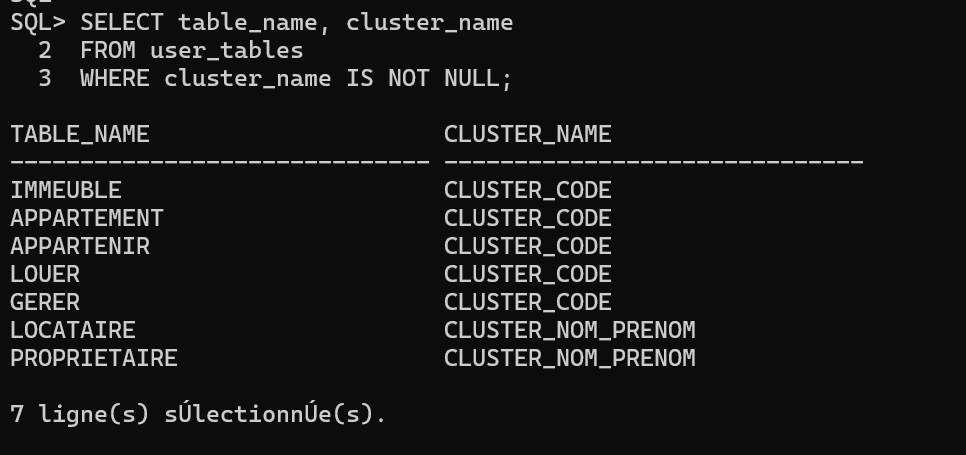 SQL> SELECT table_name, cluster_name
  2  FROM user_tables
  3  WHERE cluster_name IS NOT NULL;
TABLE_NAME                     CLUSTER_NAME
------------------------------ ------------------------------
IMMEUBLE                       CLUSTER_CODE
APPARTEMENT                    CLUSTER_CODE
APPARTENIR                     CLUSTER_CODE
LOUER                          CLUSTER_CODE
GERER                          CLUSTER_CODE
LOCATAIRE                      CLUSTER_NOM_PRENOM
PROPRIETAIRE                   CLUSTER_NOM_PRENOM
7 ligne(s) sÚlectionnÚe(s).